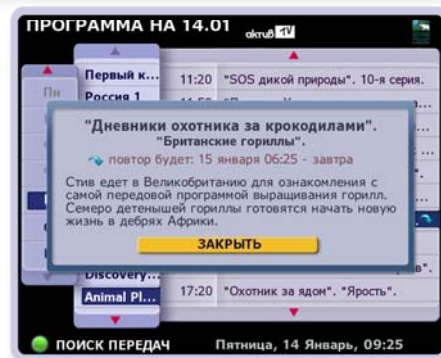 ПРОГРАММА НА 14.01 актив TV
Первый к...
11:20 "SOS дикой природы". 10-я серия.
Пн
Россия 1
"Дневники охотника за крокодилами".
"Британские гориллы".
повтор будет: 15 января 06:25 - завтра
Стив едет в Великобританию для ознакомления с
самой передовой программой выращивания горилл.
Семеро детенышей гориллы готовятся начать новую
жизнь в дебрях Африки.
ЗАКРЫТЬ
Discovery...
Animal Pl...
17:20 "Охотник за ядом". "Ярость".
ПОИСК ПЕРЕДАЧ Пятница, 14 Январь, 09:25